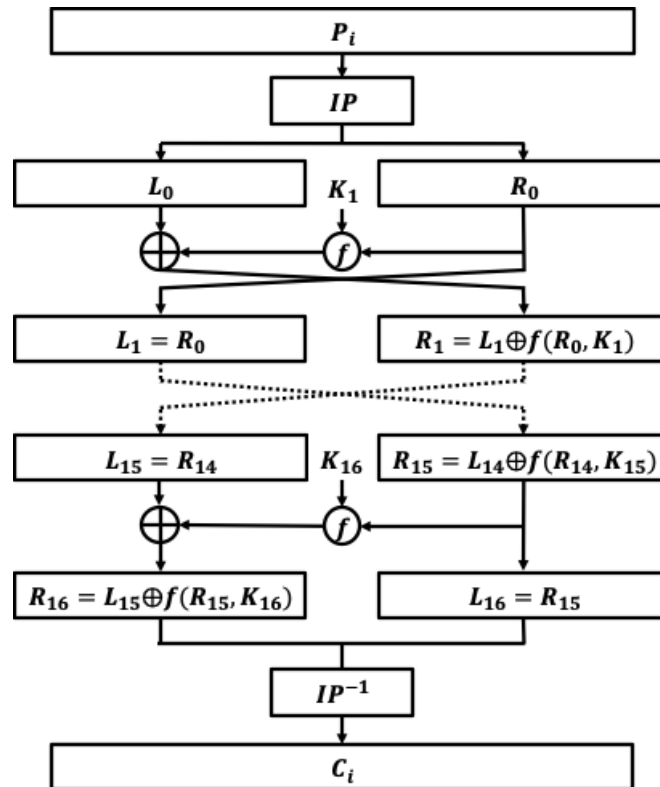 P_i
IP
L_0
K_1
R_0
f
L_1 = R_0
R_1 = L_1⊕f(R_0, K_1)
L_15 = R_14
K_16
R_15 = L_14⊕f(R_14, K_15)
f
R_16 = L_15⊕f(R_15, K_16)
L_16 = R_15
IP^-1
C_i